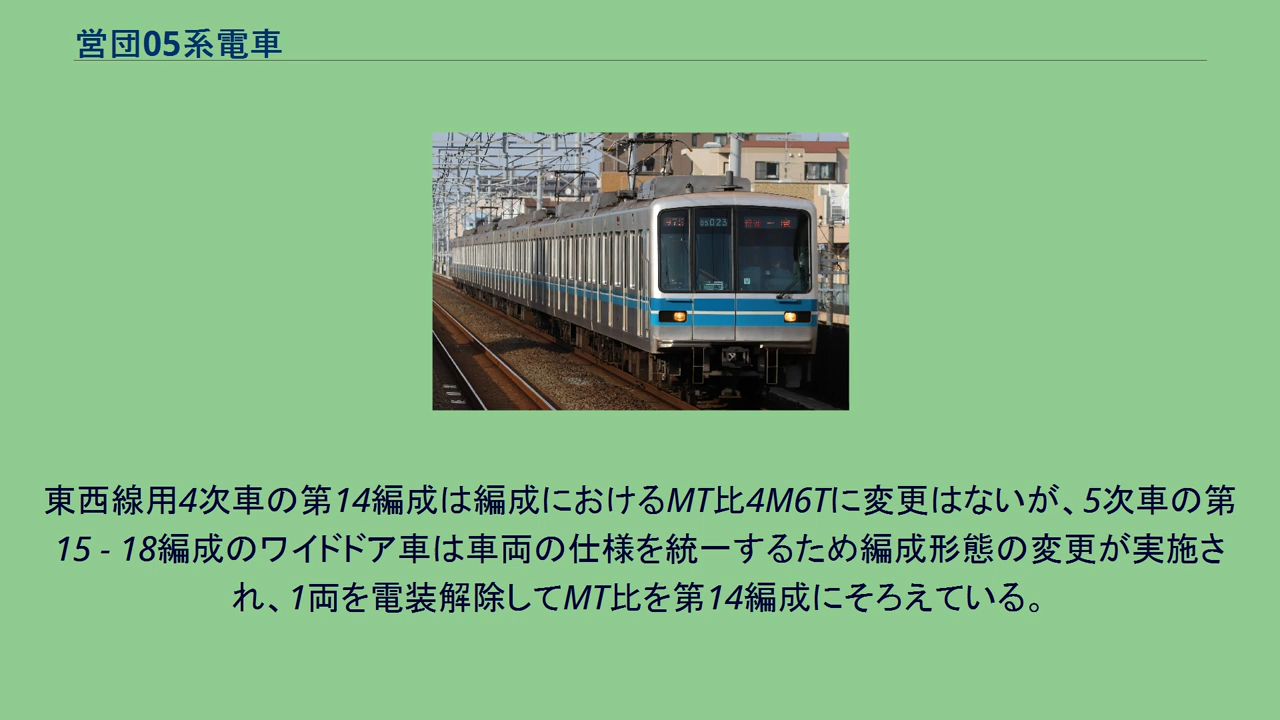 営団05系電車
東西線用4次車の第14編成は編成におけるMT比4M6Tに変更はないが、5次車の第
15 - 18編成のワイドドア車は車両の仕様を統一するため編成形態の変更が実施さ
れ、1両を電装解除してMT比を第14編成にそろえている。